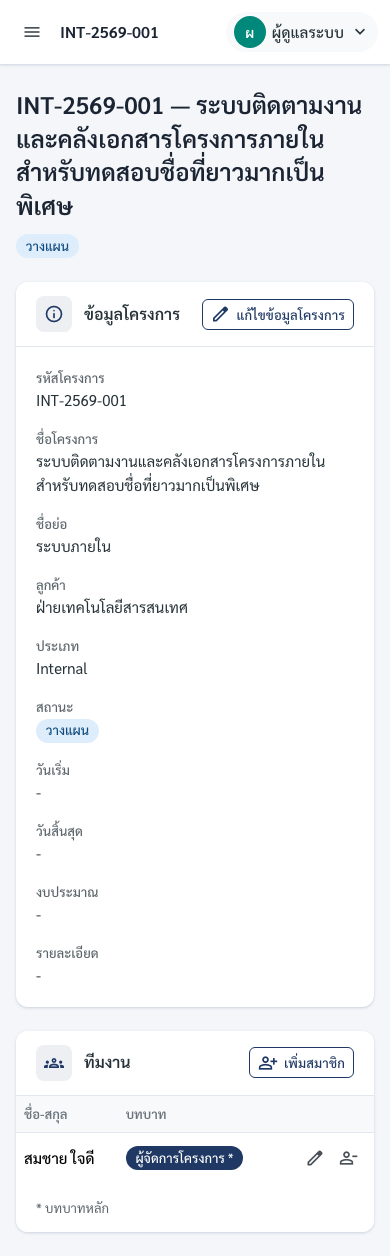 INT-2569-001
ผ
ผู้ดูแลระบบ
INT-2569-001 — ระบบติดตามงาน
และคลังเอกสารโครงการภายใน
สำหรับทดสอบชื่อที่ยาวมากเป็น
พิเศษ
วางแผน
ข้อมูลโครงการ
แก้ไขข้อมูลโครงการ
รหัสโครงการ
INT-2569-001
ชื่อโครงการ
ระบบติดตามงานและคลังเอกสารโครงการภายใน
สำหรับทดสอบชื่อที่ยาวมากเป็นพิเศษ
ชื่อย่อ
ระบบภายใน
ลูกค้า
ฝ่ายเทคโนโลยีสารสนเทศ
ประเภท
Internal
สถานะ
วางแผน
วันเริ่ม
-
วันสิ้นสุด
-
งบประมาณ
-
รายละเอียด
-
ทีมงาน
เพิ่มสมาชิก
ชื่อ-สกุล บทบาท
สมชาย ใจดี ผู้จัดการโครงการ *
* บทบาทหลัก